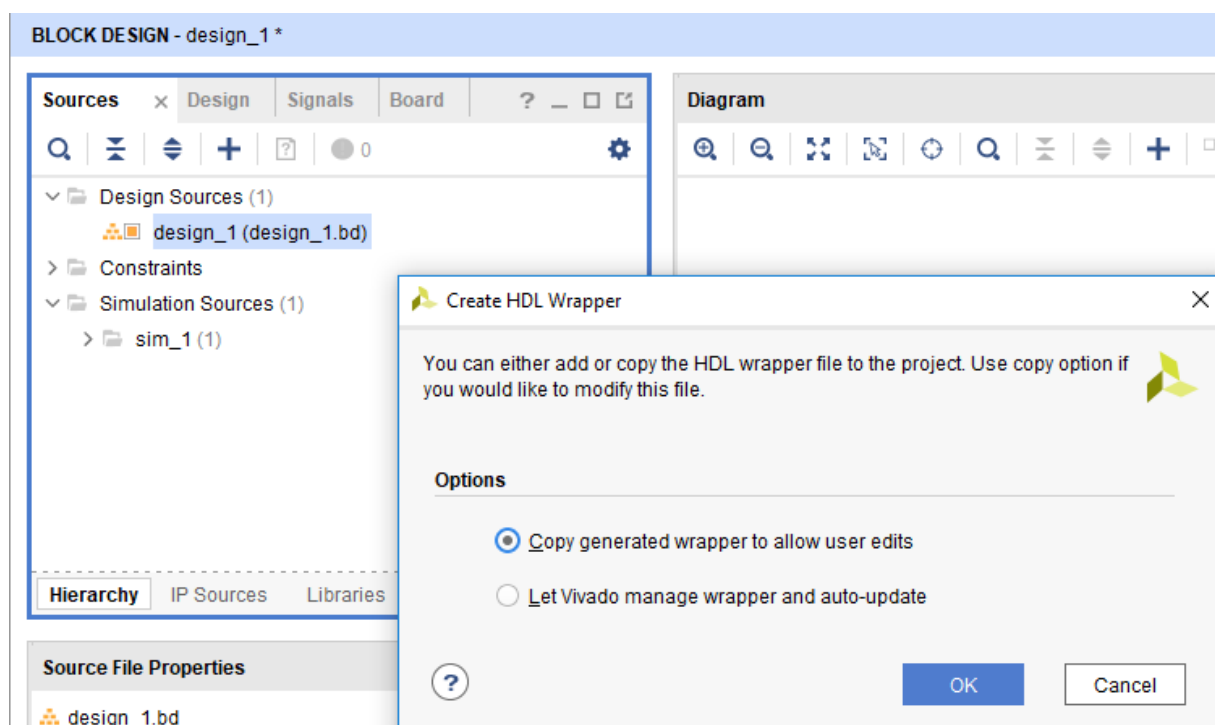 BLOCK DESIGN - design_1 *
Sources Design Signals Board ?
Diagram
? 0
Design Sources (1)
design_1 (design_1.bd)
Constraints
Simulation Sources (1)
sim_1 (1)
Create HDL Wrapper
You can either add or copy the HDL wrapper file to the project. Use copy option if
you would like to modify this file.
Options
Copy generated wrapper to allow user edits
Let Vivado manage wrapper and auto-update
Hierarchy IP Sources Libraries
? OK Cancel
Source File Properties
design_1.bd